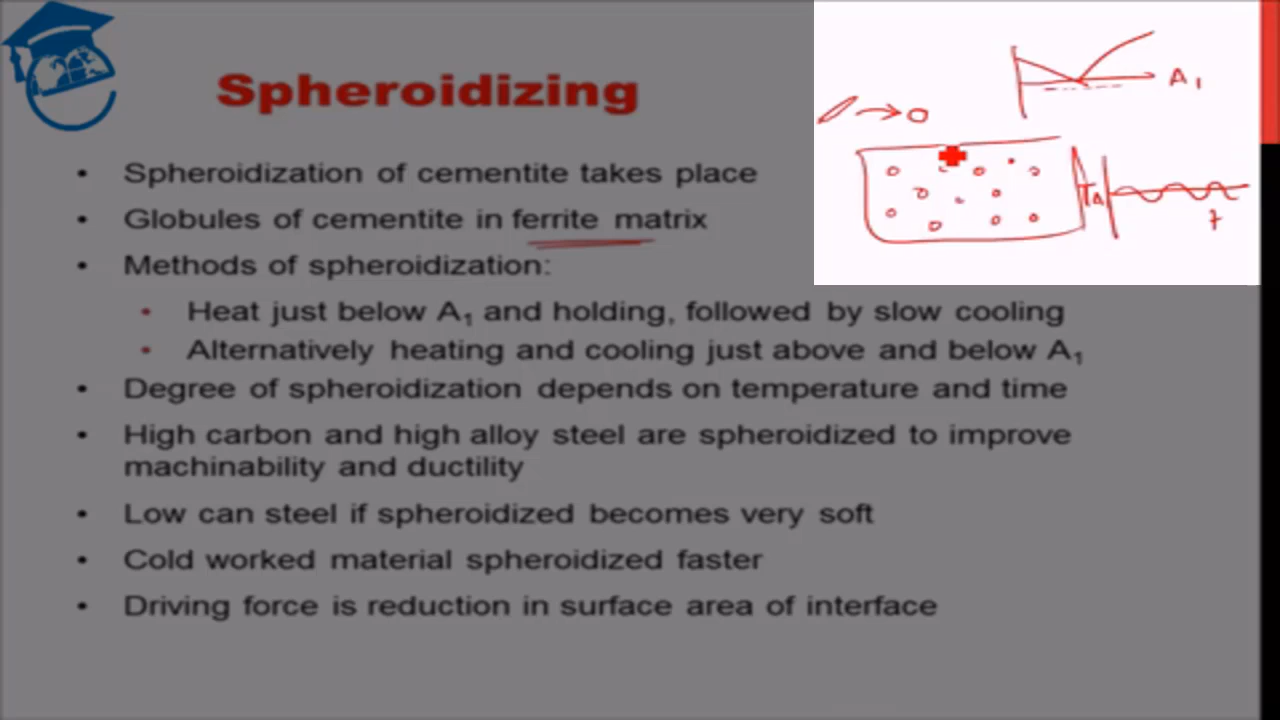 Spheroidizing
• Spheroidization of cementite takes place
• Globules of cementite in ferrite matrix
• Methods of spheroidization:
• Heat just below A₁ and holding, followed by slow cooling
• Alternatively heating and cooling just above and below A₁
• Degree of spheroidization depends on temperature and time
• High carbon and high alloy steel are spheroidized to improve
machinability and ductility
• Low can steel if spheroidized becomes very soft
• Cold worked material spheroidized faster
• Driving force is reduction in surface area of interface
A₁
T
t